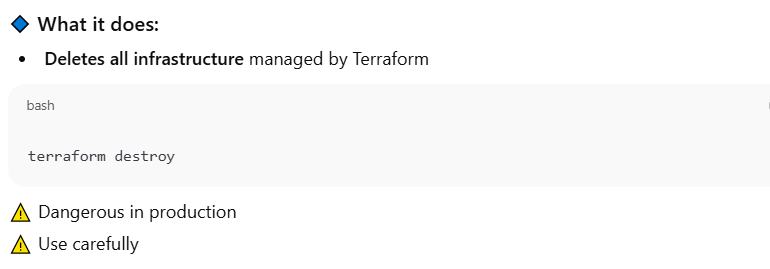 What it does:
Deletes all infrastructure managed by Terraform
bash
terraform destroy
Dangerous in production
Use carefully